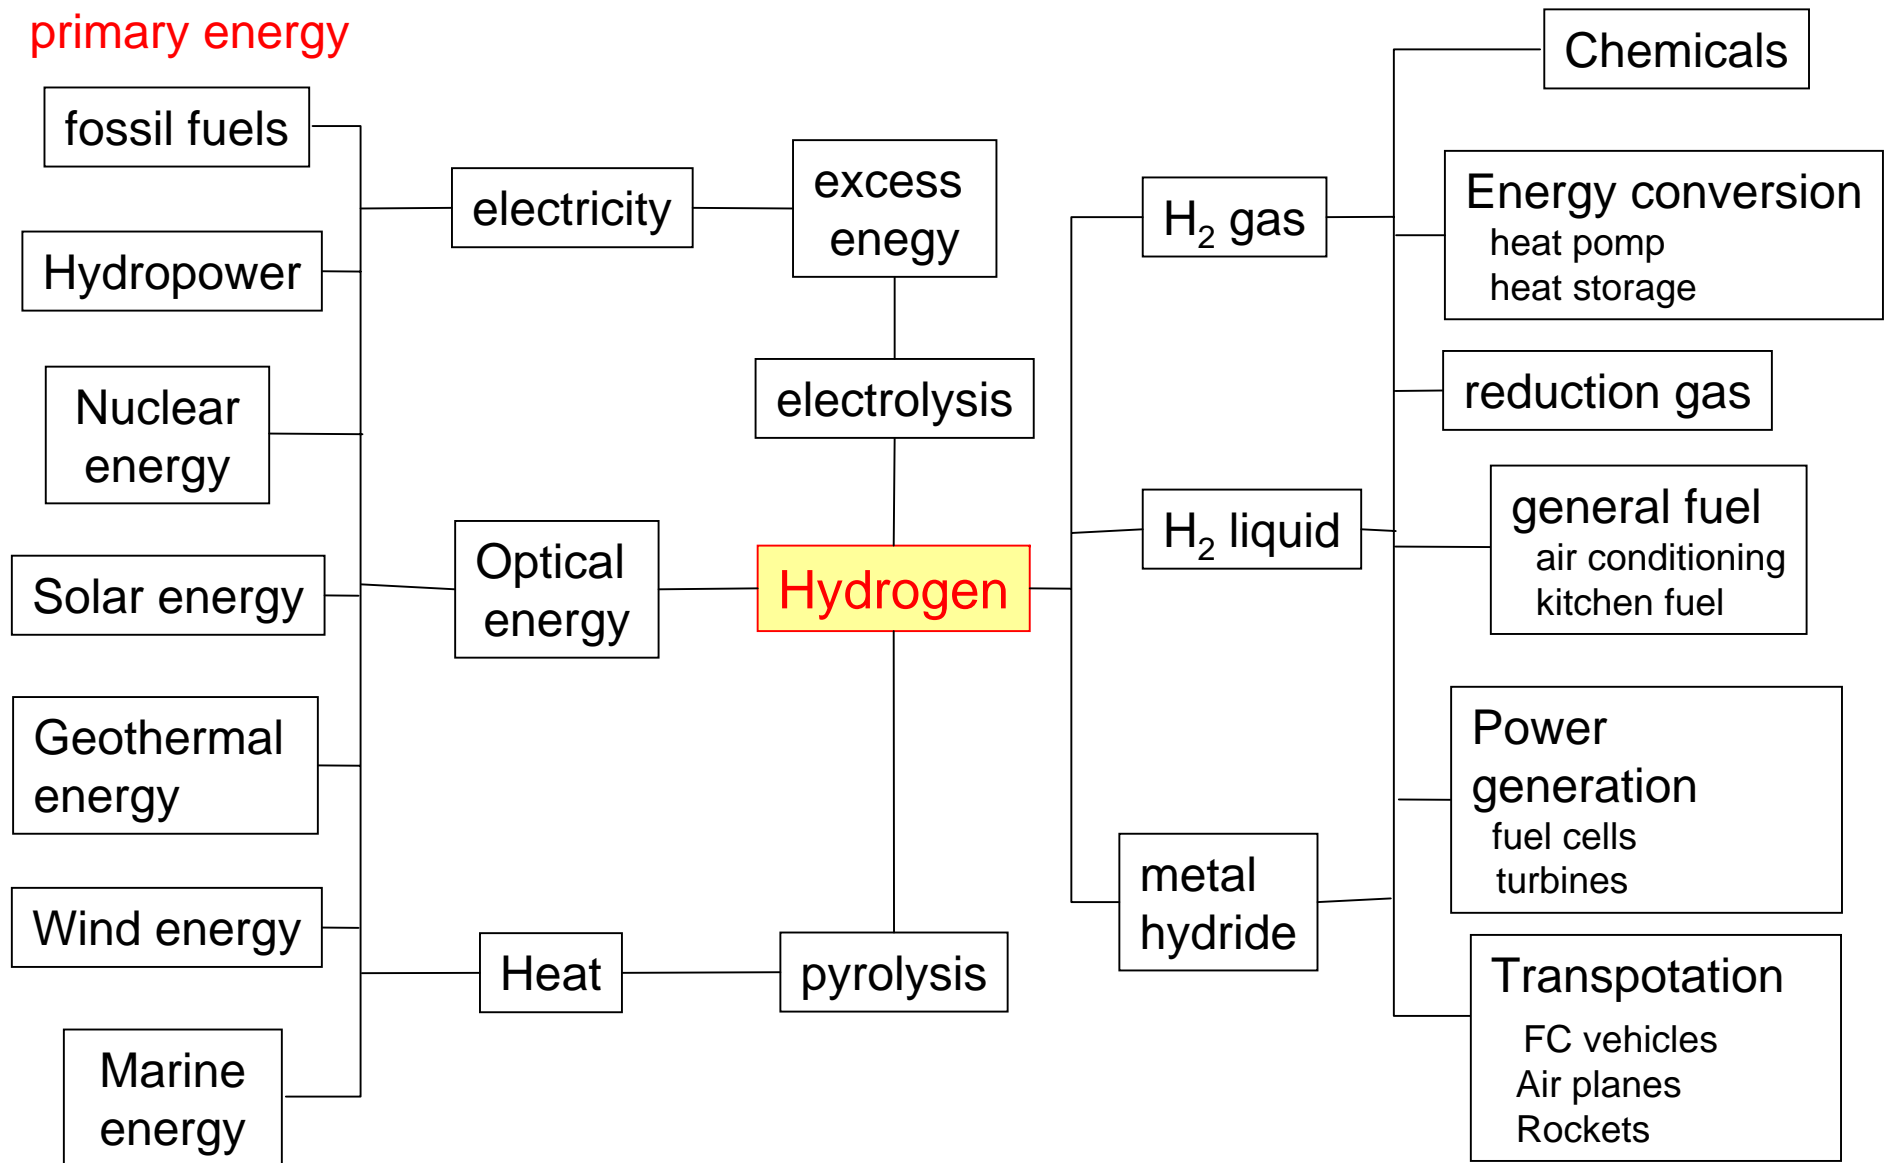 primary energy
fossil fuels
Hydropower
Nuclear
energy
Solar energy
Geothermal
energy
Wind energy
Marine
energy
electricity
Optical
energy
Heat
excess
enegy
electrolysis
Hydrogen
pyrolysis
H₂ gas
H₂ liquid
metal
hydride
Chemicals
Energy conversion
heat pomp
heat storage
reduction gas
general fuel
air conditioning
kitchen fuel
Power
generation
fuel cells
turbines
Transpotation
FC vehicles
Air planes
Rockets